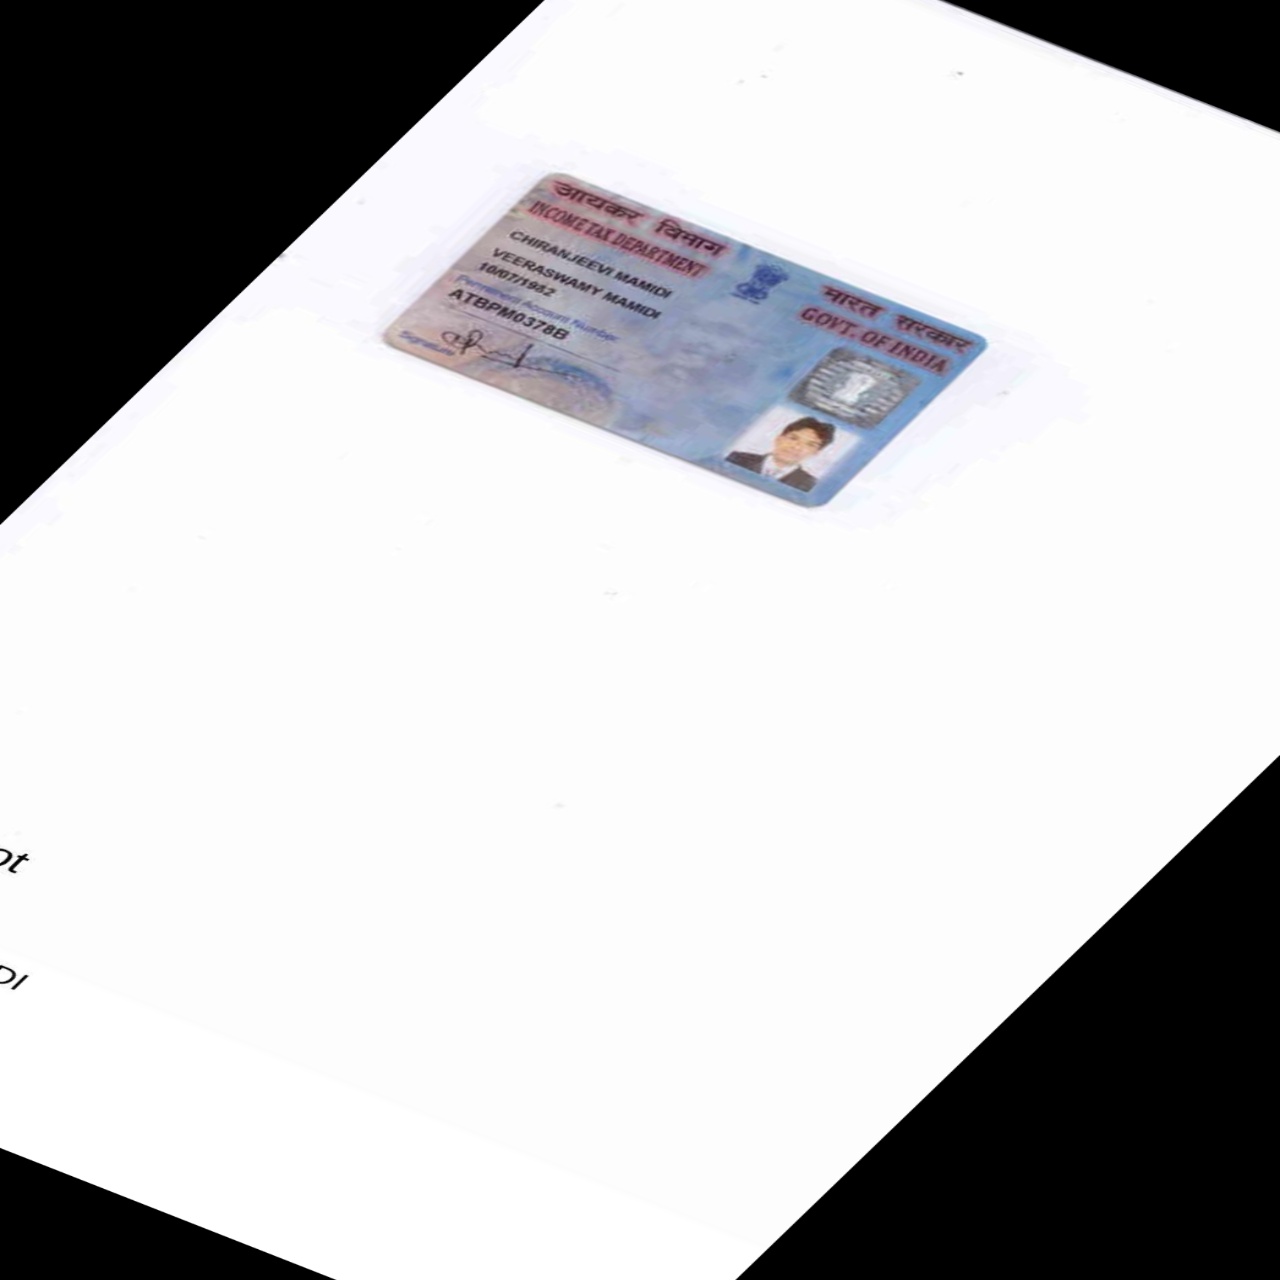 आयकर विभाग
INCOME TAX DEPARTMENT
भारत सरकार
GOVT. OF INDIA
CHIRANJEEVI MAMIDI
VEERASWAMY MAMIDI
10/07/1982
Permanent Account Number
ATBPM0378B
Signature
ot
DI